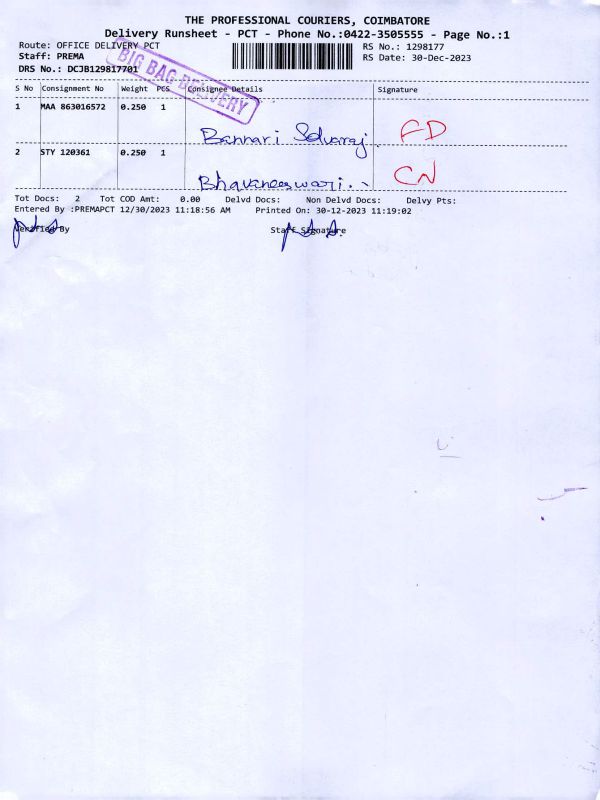 THE PROFESSIONAL COURIERS, COIMBATORE
Delivery Runsheet - PCT - Phone No.:0422-3505555 - Page No.:1
Route: OFFICE DELIVERY PCT
Staff: PREMA
DRS No.: DCJB129817701
RS No.: 1298177
RS Date: 30-Dec-2023
BIG BAG DELIVERY
S No Consignment No Weight PCS Consignee Details Signature
1 MAA 863016572 0.250 1
Bannari Selvaraj FD
2 STY 120361 0.250 1
Bhavaneeswari CN
Tot Docs: 2 Tot COD Amt: 0.00 Delvd Docs: Non Delvd Docs: Delvy Pts:
Entered By :PREMAPCT 12/30/2023 11:18:56 AM Printed On: 30-12-2023 11:19:02
Verified By Staff Signature